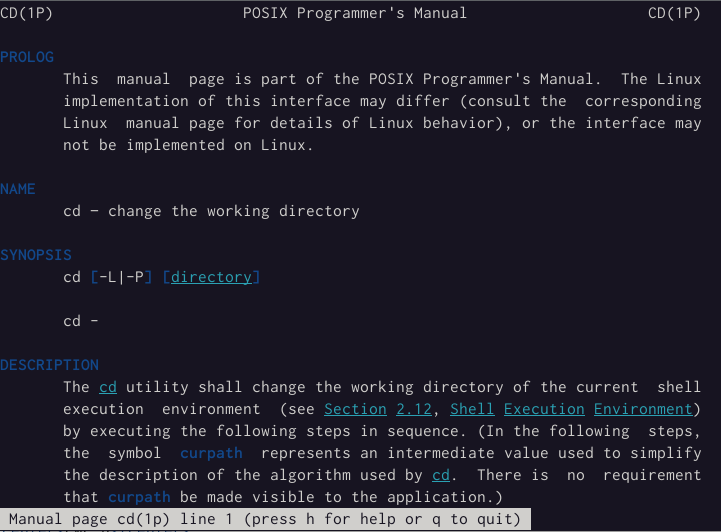 CD(1P) POSIX Programmer's Manual CD(1P)
PROLOG
This manual page is part of the POSIX Programmer's Manual. The Linux
implementation of this interface may differ (consult the corresponding
Linux manual page for details of Linux behavior), or the interface may
not be implemented on Linux.
NAME
cd — change the working directory
SYNOPSIS
cd [-L|-P] [directory]
cd -
DESCRIPTION
The cd utility shall change the working directory of the current shell
execution environment (see Section 2.12, Shell Execution Environment)
by executing the following steps in sequence. (In the following steps,
the symbol curpath represents an intermediate value used to simplify
the description of the algorithm used by cd. There is no requirement
that curpath be made visible to the application.)
Manual page cd(1p) line 1 (press h for help or q to quit)